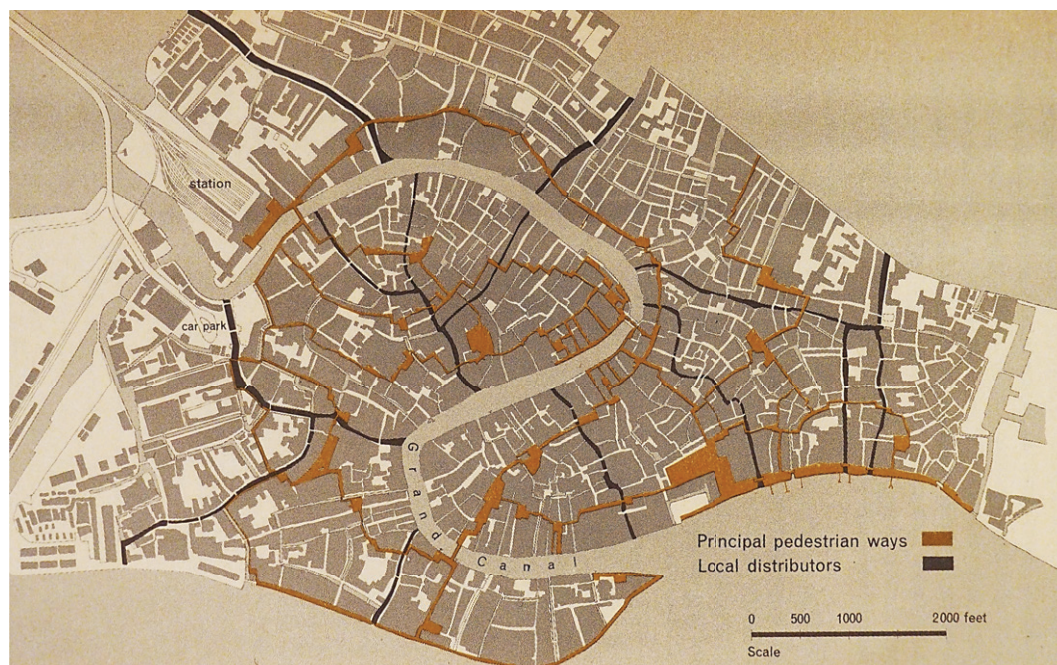 station
car park
Grand
Canal
Principal pedestrian ways
Local distributors
0 500 1000 2000 feet
Scale